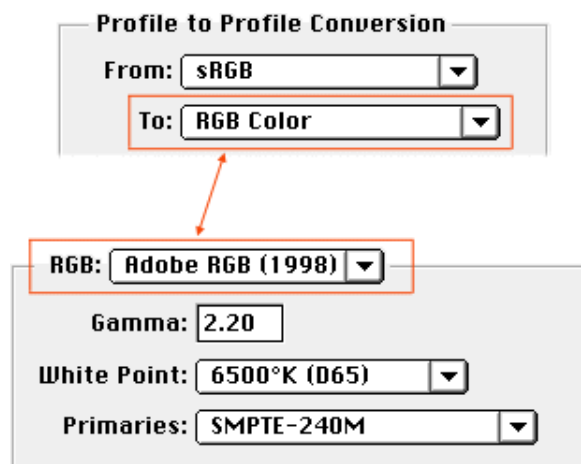 Profile to Profile Conversion
From: sRGB
To: RGB Color
RGB: Adobe RGB (1998)
Gamma: 2.20
White Point: 6500°K (D65)
Primaries: SMPTE-240M